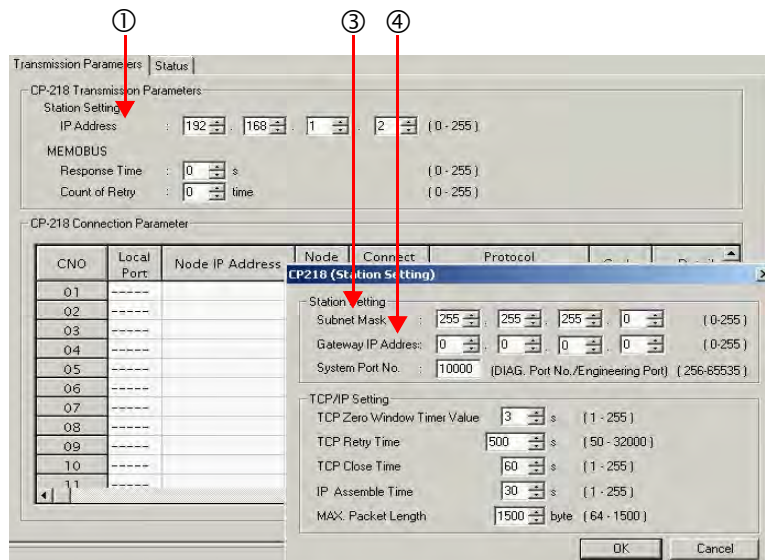 ① ③ ④
Transmission Parameters Status
CP-218 Transmission Parameters
Station Setting
IP Address : 192 . 168 . 1 . 2 ( 0 - 255 )
MEMOBUS
Response Time : 0 s ( 0 - 255 )
Count of Retry : 0 time ( 0 - 255 )
CP-218 Connection Parameter
CNO Local Port Node IP Address Node Connect Protocol
01 -----
02 -----
03 -----
04 -----
05 -----
06 -----
07 -----
08 -----
09 -----
10 -----
11 -----
CP218 (Station Setting)
Station Setting
Subnet Mask : 255 . 255 . 255 . 0 ( 0-255 )
Gateway IP Addres: 0 . 0 . 0 . 0 ( 0-255 )
System Port No. : 10000 (DIAG. Port No./Engineering Port) ( 256-65535 )
TCP/IP Setting
TCP Zero Window Timer Value 3 s ( 1 - 255 )
TCP Retry Time 500 s ( 50 - 32000 )
TCP Close Time 60 s ( 1 - 255 )
IP Assemble Time 30 s ( 1 - 255 )
MAX. Packet Length 1500 byte ( 64 - 1500 )
OK Cancel